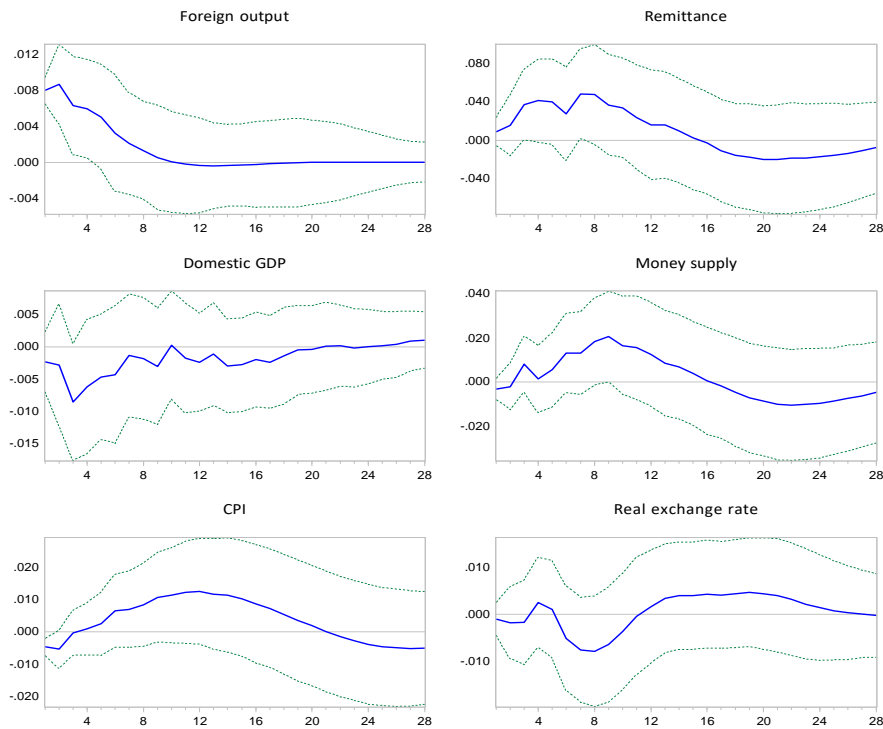 Foreign output
.012
.008
.004
.000
-.004
4 8 12 16 20 24 28
Remittance
.080
.040
.000
-.040
4 8 12 16 20 24 28
Domestic GDP
.005
.000
-.005
-.010
-.015
4 8 12 16 20 24 28
Money supply
.040
.020
.000
-.020
4 8 12 16 20 24 28
CPI
.020
.010
.000
-.010
-.020
4 8 12 16 20 24 28
Real exchange rate
.010
.000
-.010
4 8 12 16 20 24 28